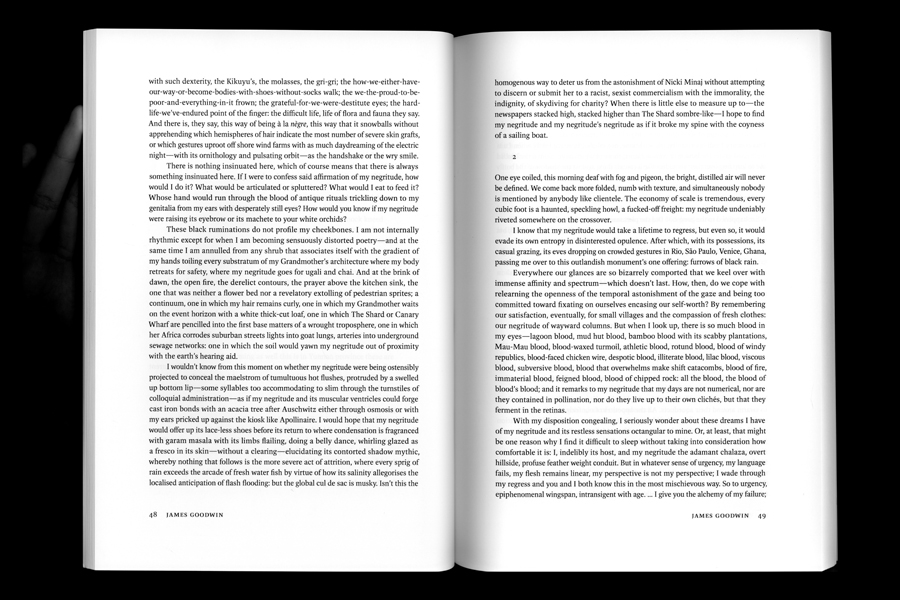 with such dexterity, the Kikuyu's, the molasses, the gri-gri; the how-we-either-have-
our-way-or-become-bodies-with-shoes-without-socks walk; the we-the-proud-to-be-
poor-and-everything-in-it frown; the grateful-for-we-were-destitute eyes; the hard-
life-we've-endured point of the finger: the difficult life, life of flora and fauna they say.
And there is, they say, this way of being à la négre, this way that it snowballs without
apprehending which hemispheres of hair indicate the most number of severe skin grafts,
or which gestures uproot off shore wind farms with as much daydreaming of the electric
night—with its ornithology and pulsating orbit—as the handshake or the wry smile.
There is nothing insinuated here, which of course means that there is always
something insinuated here. If I were to confess said affirmation of my negritude, how
would I do it? What would be articulated or spluttered? What would I eat to feed it?
Whose hand would run through the blood of antique rituals trickling down to my
genitalia from my ears with desperately still eyes? How would you know if my negritude
were raising its eyebrow or its machete to your white orchids?
These black ruminations do not profile my cheekbones. I am not internally
rhythmic except for when I am becoming sensuously distorted poetry—and at the
same time I am annulled from any shrub that associates itself with the gradient of
my hands toiling every substratum of my Grandmother's architecture where my body
retreats for safety, where my negritude goes for ugali and chai. And at the brink of
dawn, the open fire, the derelict contours, the prayer above the kitchen sink, the
one that was neither a flower bed nor a revelatory extolling of pedestrian sprites; a
continuum, one in which my hair remains curly, one in which my Grandmother waits
on the event horizon with a white thick-cut loaf, one in which The Shard or Canary
Wharf are pencilled into the first base matters of a wrought troposphere, one in which
her Africa corrodes suburban streets lights into goat lungs, arteries into underground
sewage networks: one in which the soil would yawn my negritude out of proximity
with the earth's hearing aid.
I wouldn't know from this moment on whether my negritude were being ostensibly
projected to conceal the maelstrom of tumultuous hot flushes, protruded by a swelled
up bottom lip—some syllables too accommodating to slim through the turnstiles of
colloquial administration—as if my negritude and its muscular ventricles could forge
cast iron bonds with an acacia tree after Auschwitz either through osmosis or with
my ears pricked up against the kiosk like Apollinaire. I would hope that my negritude
would offer up its lace-less shoes before its return to where condensation is fragranced
with garam masala with its limbs flailing, doing a belly dance, whirling glazed as
a fresco in its skin—without a clearing—elucidating its contorted shadow mythic,
whereby nothing that follows is the more severe act of attrition, where every sprig of
rain exceeds the arcade of fresh water fish by virtue of how its salinity allegorises the
localised anticipation of flash flooding: but the global cul de sac is musky. Isn't this the
48 JAMES GOODWIN
homogenous way to deter us from the astonishment of Nicki Minaj without attempting
to discern or submit her to a racist, sexist commercialism with the immorality, the
indignity, of skydiving for charity? When there is little else to measure up to—the
newspapers stacked high, stacked higher than The Shard sombre-like—I hope to find
my negritude and my negritude's negritude as if it broke my spine with the coyness
of a sailing boat.
2
One eye coiled, this morning deaf with fog and pigeon, the bright, distilled air will never
be defined. We come back more folded, numb with texture, and simultaneously nobody
is mentioned by anybody like clientele. The economy of scale is tremendous, every
cubic foot is a haunted, speckling howl, a fucked-off freight: my negritude undeniably
riveted somewhere on the crossover.
I know that my negritude would take a lifetime to regress, but even so, it would
evade its own entropy in disinterested opulence. After which, with its possessions, its
casual grazing, its eves dropping on crowded gestures in Rio, São Paulo, Venice, Ghana,
passing me over to this outlandish monument's one offering: furrows of black rain.
Everywhere our glances are so bizarrely comported that we keel over with
immense affinity and spectrum—which doesn't last. How, then, do we cope with
relearning the openness of the temporal astonishment of the gaze and being too
committed toward fixating on ourselves encasing our self-worth? By remembering
our satisfaction, eventually, for small villages and the compassion of fresh clothes:
our negritude of wayward columns. But when I look up, there is so much blood in
my eyes—lagoon blood, mud hut blood, bamboo blood with its scabby plantations,
Mau-Mau blood, blood-waxed turmoil, athletic blood, rotund blood, blood of windy
republics, blood-faced chicken wire, despotic blood, illiterate blood, lilac blood, viscous
blood, subversive blood, blood that overwhelms make shift catacombs, blood of fire,
immaterial blood, feigned blood, blood of chipped rock: all the blood, the blood of
blood's blood; and it remarks to my negritude that my days are not numerical, nor are
they contained in pollination, nor do they live up to their own clichés, but that they
ferment in the retinas.
With my disposition congealing, I seriously wonder about these dreams I have
of my negritude and its restless sensations octangular to mine. Or, at least, that might
be one reason why I find it difficult to sleep without taking into consideration how
comfortable it is: I, indelibly its host, and my negritude the adamant chalaza, overt
hillside, profuse feather weight conduit. But in whatever sense of urgency, my language
fails, my flesh remains linear, my perspective is not my perspective; I wade through
my regress and you and I both know this in the most mischievous way. So to urgency,
epiphenomenal wingspan, intransigent with age. ... I give you the alchemy of my failure;
JAMES GOODWIN 49